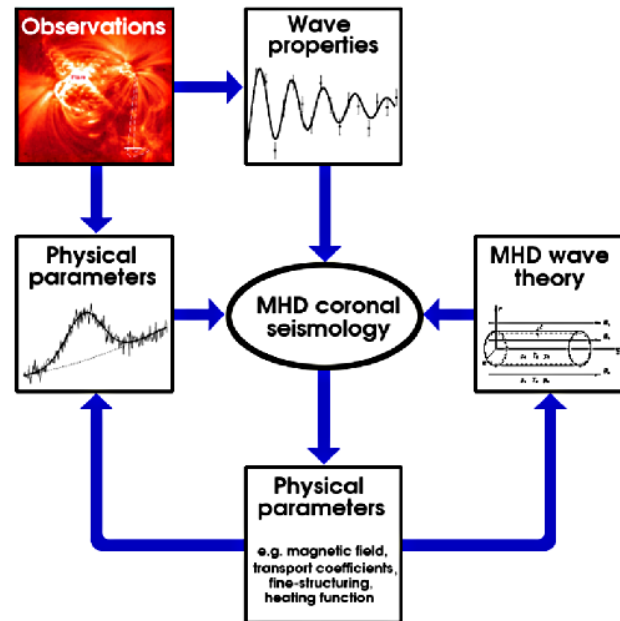 Observations
Wave
properties
Physical
parameters
MHD coronal
seismology
MHD wave
theory
Physical
parameters
e.g. magnetic field,
transport coefficients,
fine-structuring,
heating function